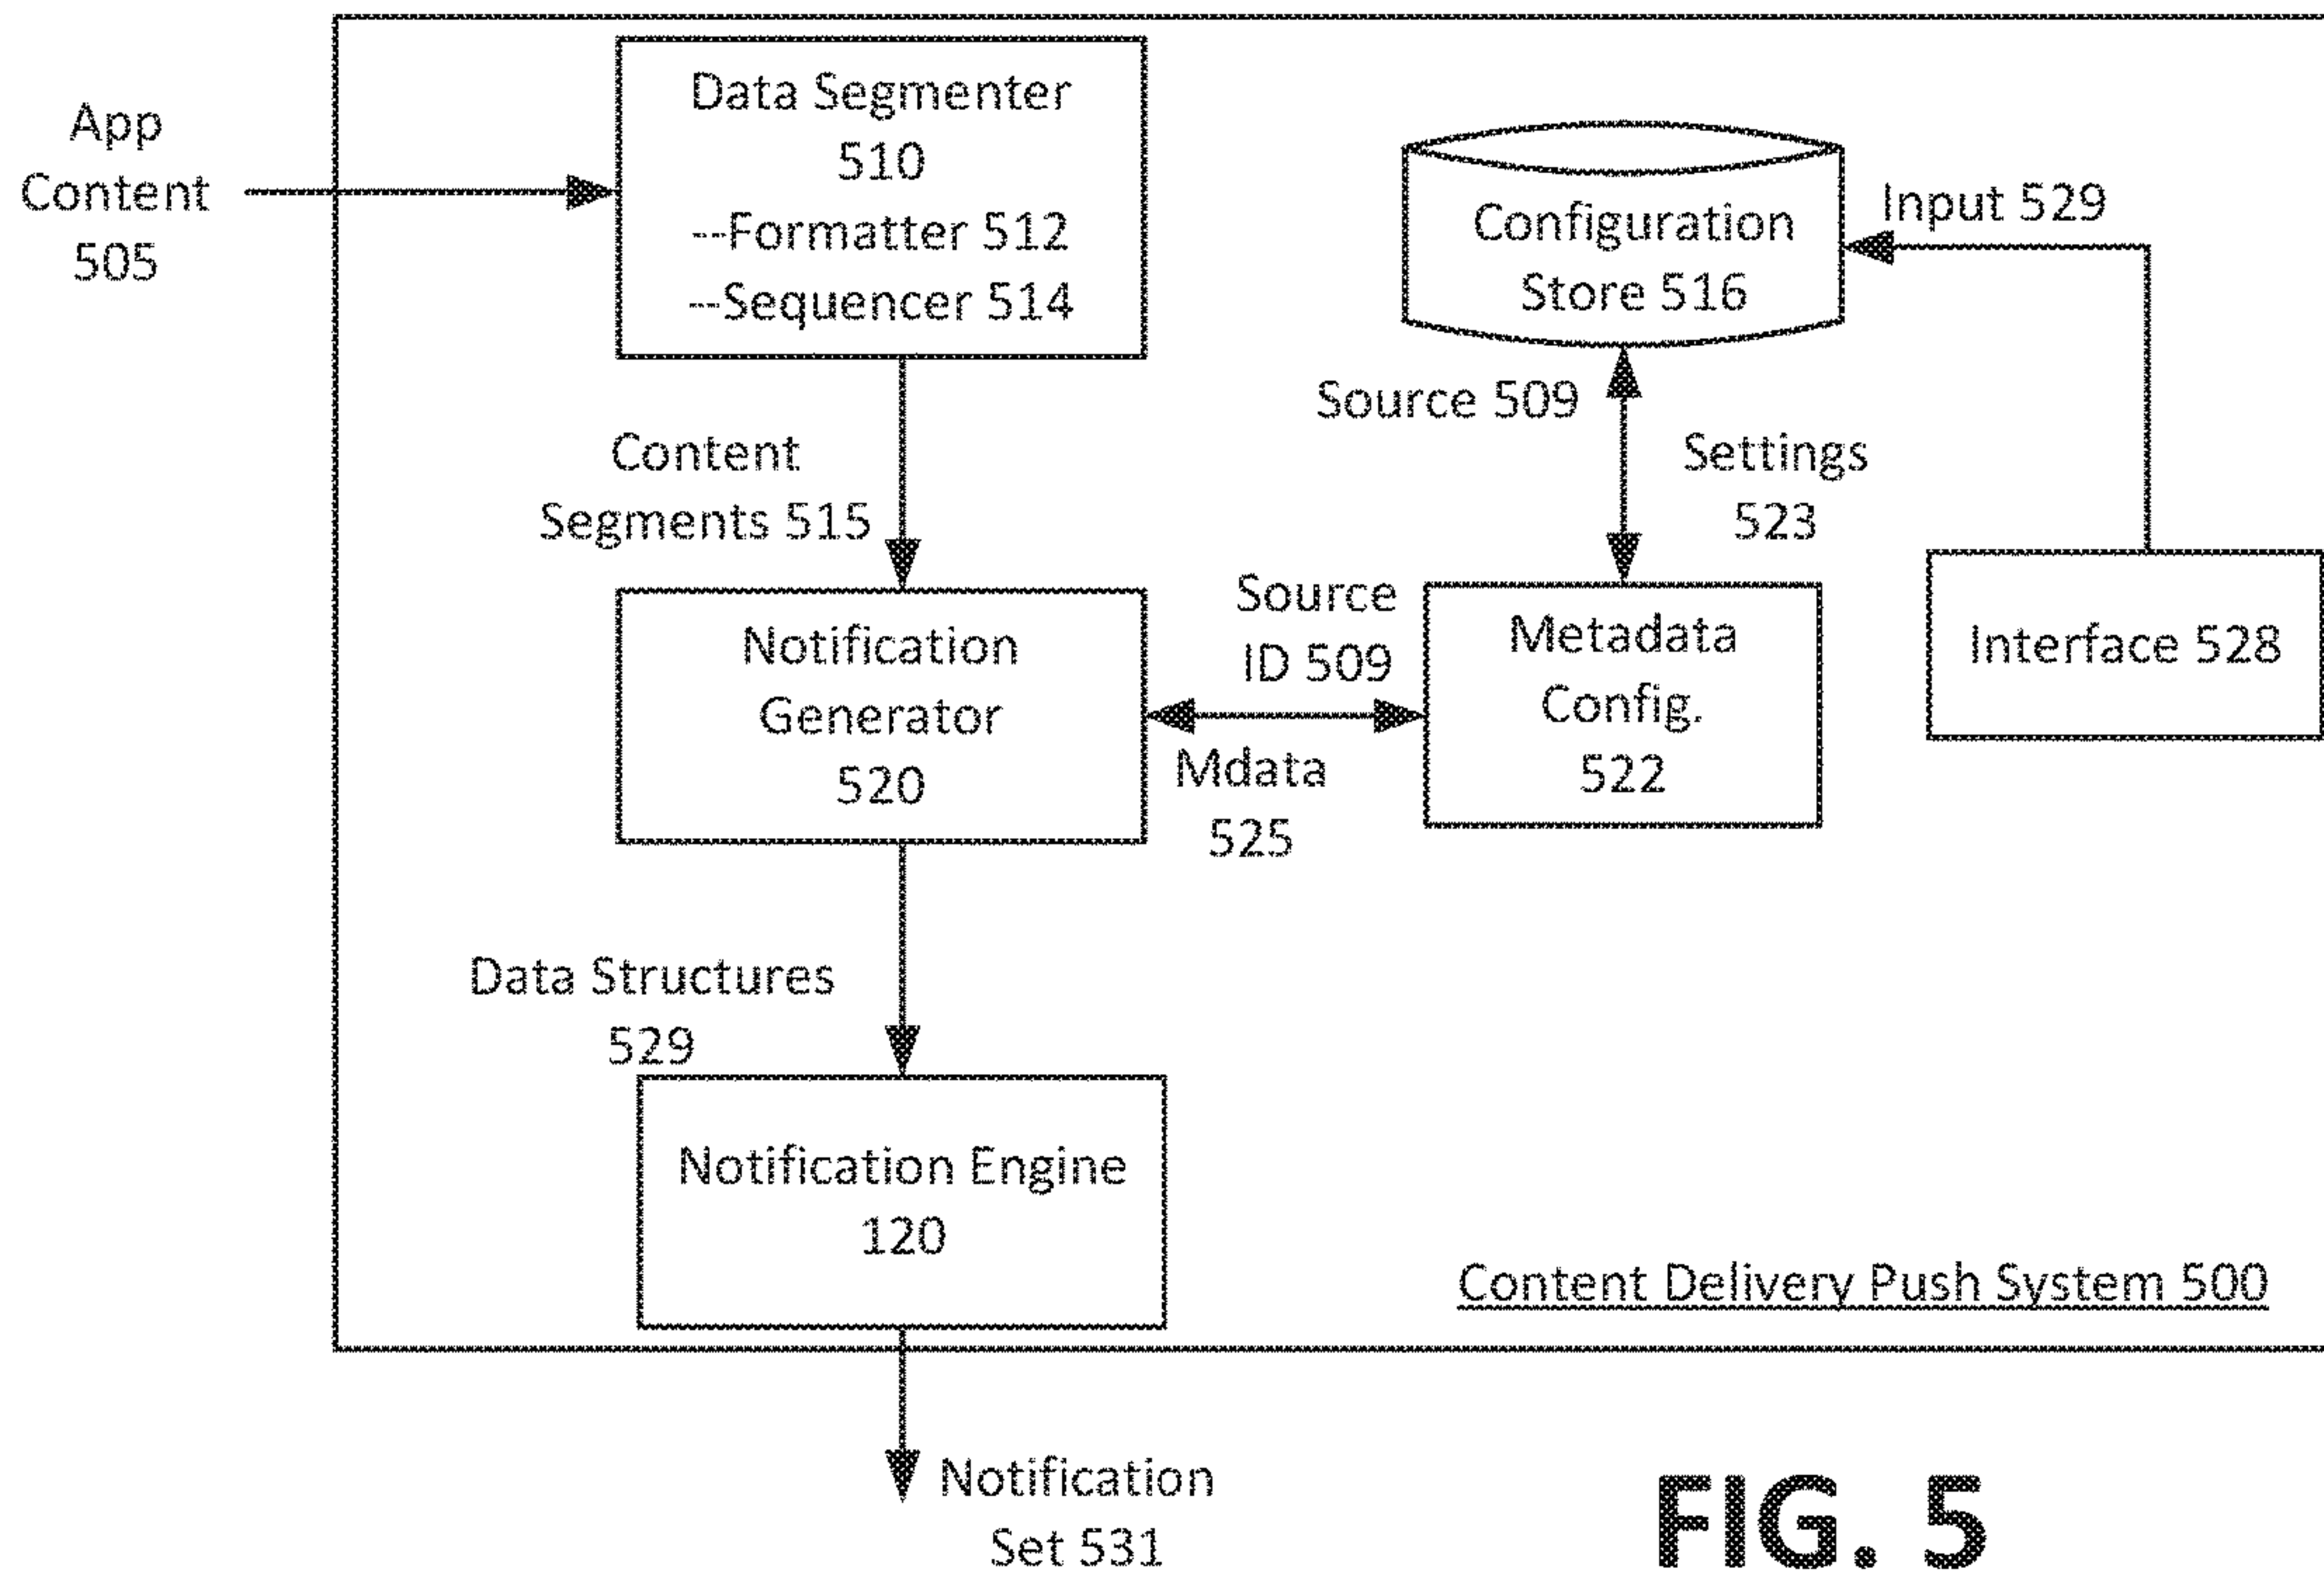 App
Content
505
Data Segmenter
510
---Formatter 512
---Sequencer 514
Configuration
Store 516
Input 529
Source 509
Settings
523
Content
Segments 515
Notification
Generator
520
Source
ID 509
Mdata
525
Metadata
Config.
522
Interface 528
Data Structures
529
Notification Engine
120
Content Delivery Push System 500
Notification
Set 531
FIG. 5